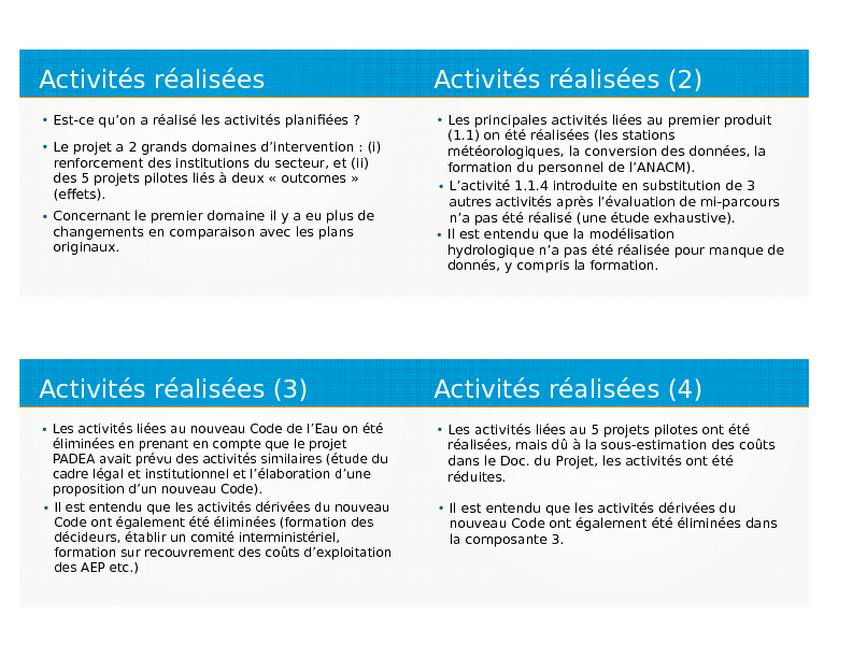 Activités réalisées
• Est-ce qu’on a réalisé les activités planifiées ?
• Le projet a 2 grands domaines d’intervention : (i)
renforcement des institutions du secteur, et (ii)
des 5 projets pilotes liés à deux « outcomes »
(effets).
• Concernant le premier domaine il y a eu plus de
changements en comparaison avec les plans
originaux.
Activités réalisées (2)
• Les principales activités liées au premier produit
(1.1) on été réalisées (les stations
météorologiques, la conversion des données, la
formation du personnel de l’ANACM).
• L’activité 1.1.4 introduite en substitution de 3
autres activités après l’évaluation de mi-parcours
n’a pas été réalisé (une étude exhaustive).
• Il est entendu que la modélisation
hydrologique n’a pas été réalisée pour manque de
donnés, y compris la formation.
Activités réalisées (3)
• Les activités liées au nouveau Code de l’Eau on été
éliminées en prenant en compte que le projet
PADEA avait prévu des activités similaires (étude du
cadre légal et institutionnel et l’élaboration d’une
proposition d’un nouveau Code).
• Il est entendu que les activités dérivées du nouveau
Code ont également été éliminées (formation des
décideurs, établir un comité interministériel,
formation sur recouvrement des coûts d’exploitation
des AEP etc.)
Activités réalisées (4)
• Les activités liées au 5 projets pilotes ont été
réalisées, mais dû à la sous-estimation des coûts
dans le Doc. du Projet, les activités ont été
réduites.
• Il est entendu que les activités dérivées du
nouveau Code ont également été éliminées dans
la composante 3.